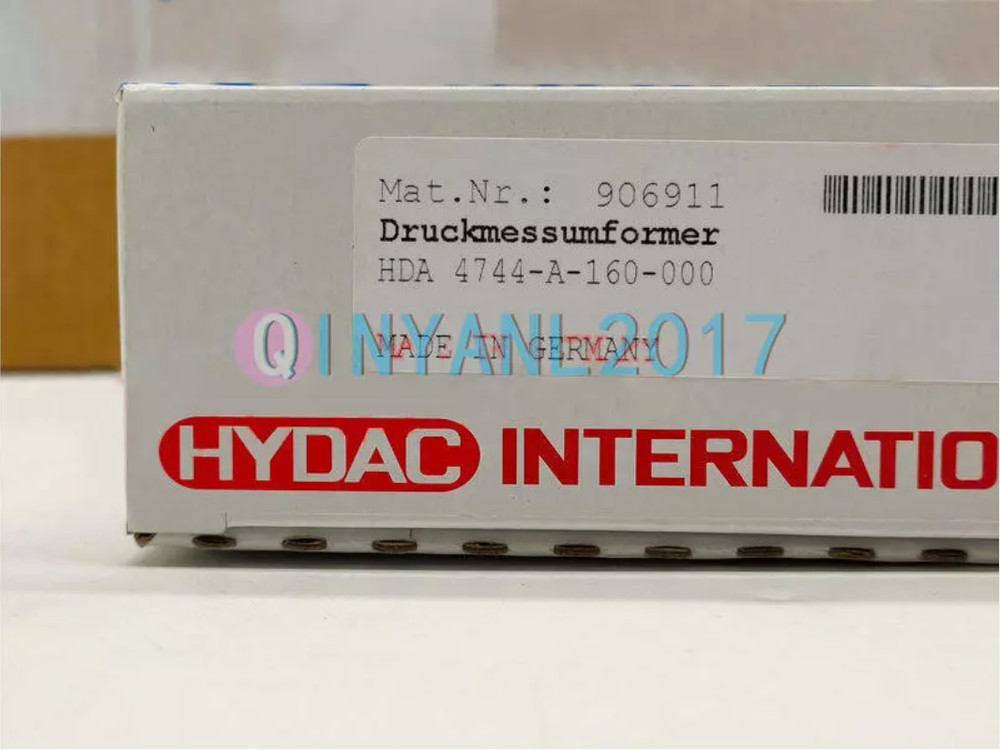 Mat.Nr.: 906911
Druckmessumformer
HDA 4744-A-160-000
MADE IN GERMANY
QINYANL2017
HYDAC INTERNATIO